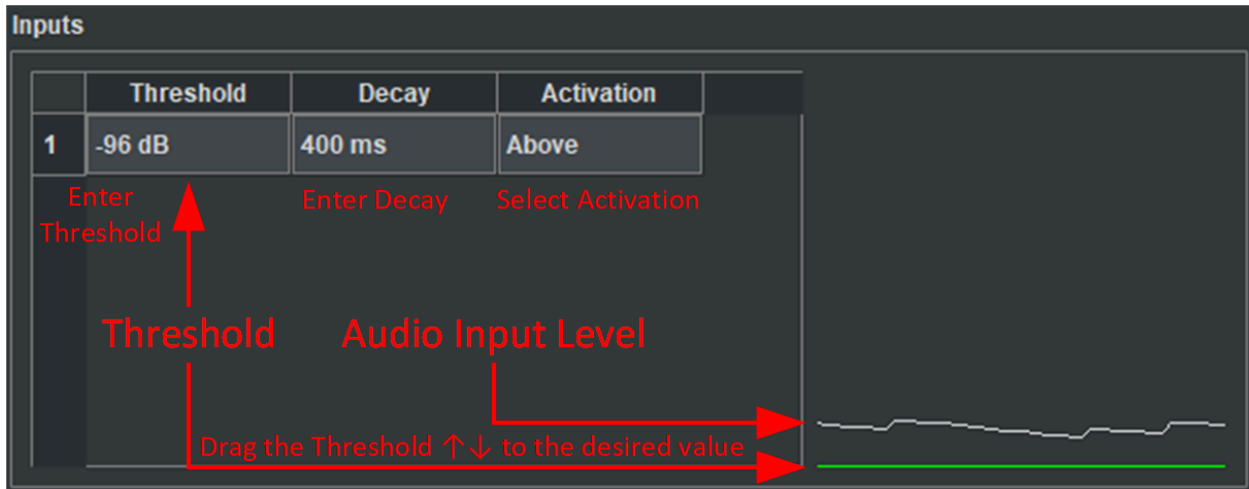 Inputs
Threshold Decay Activation
1 -96 dB 400 ms Above
Enter Threshold
Enter Decay
Select Activation
Threshold
Audio Input Level
Drag the Threshold ↑↓ to the desired value